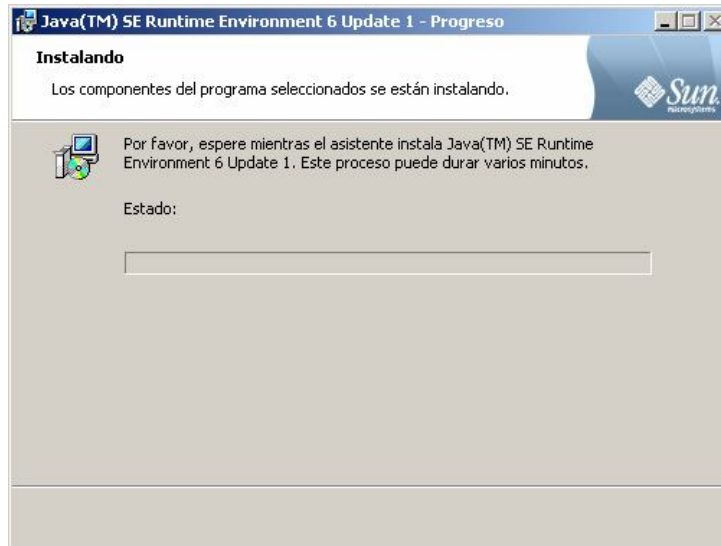 Java(TM) SE Runtime Environment 6 Update 1 - Progreso
Instalando
Los componentes del programa seleccionados se están instalando.
Sun
microsystems
Por favor, espere mientras el asistente instala Java(TM) SE Runtime
Environment 6 Update 1. Este proceso puede durar varios minutos.
Estado: